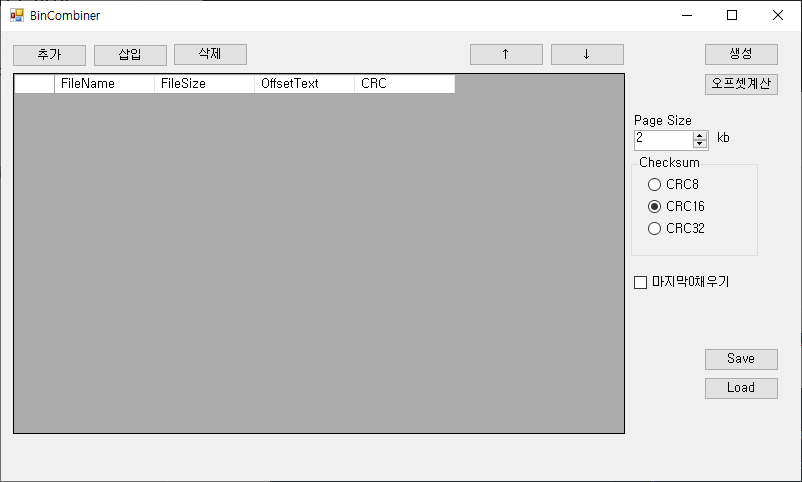 BinCombiner
추가 삽입 삭제 ↑ ↓ 생성
오프셋계산
FileName FileSize OffsetText CRC
Page Size
2 kb
Checksum
CRC8
CRC16
CRC32
마지막0채우기
Save
Load